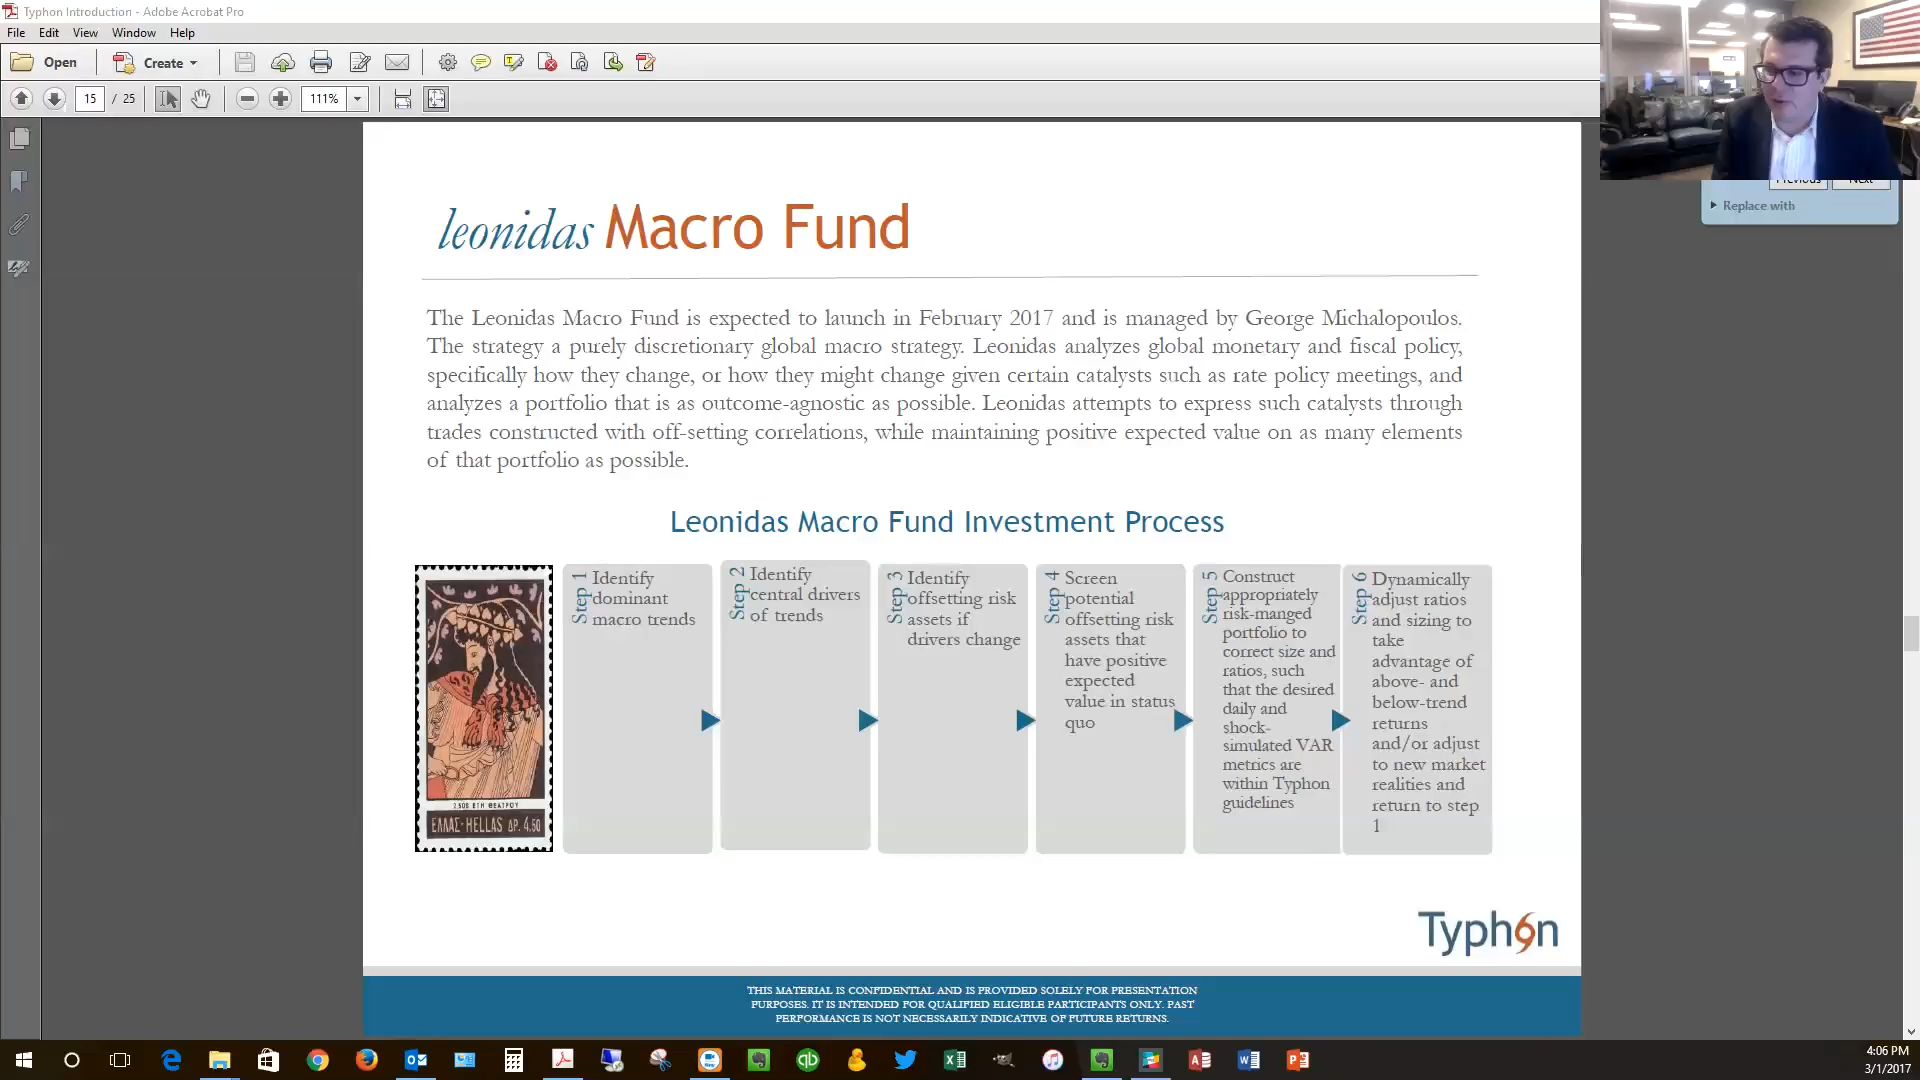 Typhon Introduction - Adobe Acrobat Pro
File Edit View Window Help
Open Create
15 / 25 111%
Replace with
leonidas Macro Fund
The Leonidas Macro Fund is expected to launch in February 2017 and is managed by George Michalopoulos.
The strategy a purely discretionary global macro strategy. Leonidas analyzes global monetary and fiscal policy,
specifically how they change, or how they might change given certain catalysts such as rate policy meetings, and
analyzes a portfolio that is as outcome-agnostic as possible. Leonidas attempts to express such catalysts through
trades constructed with off-setting correlations, while maintaining positive expected value on as many elements
of that portfolio as possible.
Leonidas Macro Fund Investment Process
2.500 ΕΤΗ ΘΕΑΤΡΟΥ
ΕΛΛΑΣ-HELLAS ΔΡ. 4.50
Step 1
Identify
dominant
macro trends
Step 2
Identify
central drivers
of trends
Step 3
Identify
offsetting risk
assets if
drivers change
Step 4
Screen
potential
offsetting risk
assets that
have positive
expected
value in status
quo
Step 5
Construct
appropriately
risk-manged
portfolio to
correct size and
ratios, such
that the desired
daily and
shock-
simulated VAR
metrics are
within Typhon
guidelines
Step 6
Dynamically
adjust ratios
and sizing to
take
advantage of
above- and
below-trend
returns
and/or adjust
to new market
realities and
return to step
1
Typhon
THIS MATERIAL IS CONFIDENTIAL AND IS PROVIDED SOLELY FOR PRESENTATION
PURPOSES. IT IS INTENDED FOR QUALIFIED ELIGIBLE PARTICIPANTS ONLY. PAST
PERFORMANCE IS NOT NECESSARILY INDICATIVE OF FUTURE RETURNS.
4:06 PM
3/1/2017